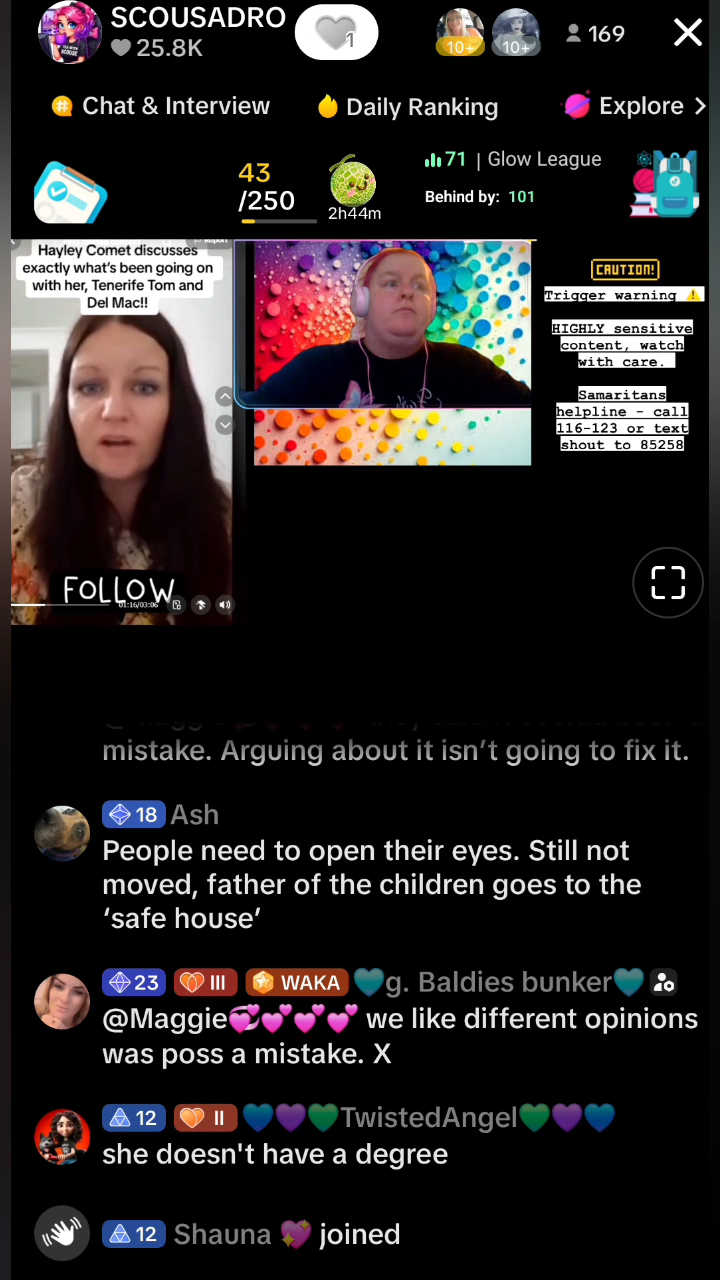 SCOUSADRO
25.8K
1
10+
10+
169
Chat & Interview
Daily Ranking
Explore
43
/250
2h44m
71 | Glow League
Behind by: 101
Hayley Comet discusses
exactly what's been going on
with her, Tenerife Tom and
Del Mac!!
FOLLOW
01:16/03:06
CAUTION!
Trigger warning ⚠️
HIGHLY sensitive
content, watch
with care.
Samaritans
helpline - call
116-123 or text
shout to 85258
mistake. Arguing about it isn't going to fix it.
18 Ash
People need to open their eyes. Still not
moved, father of the children goes to the
'safe house'
23 III WAKA 🩵g. Baldies bunker🩵
@Maggie💞💕💕💕 we like different opinions
was poss a mistake. X
12 II 💙💜💚TwistedAngel💚💜💙
she doesn't have a degree
12 Shauna 💖 joined